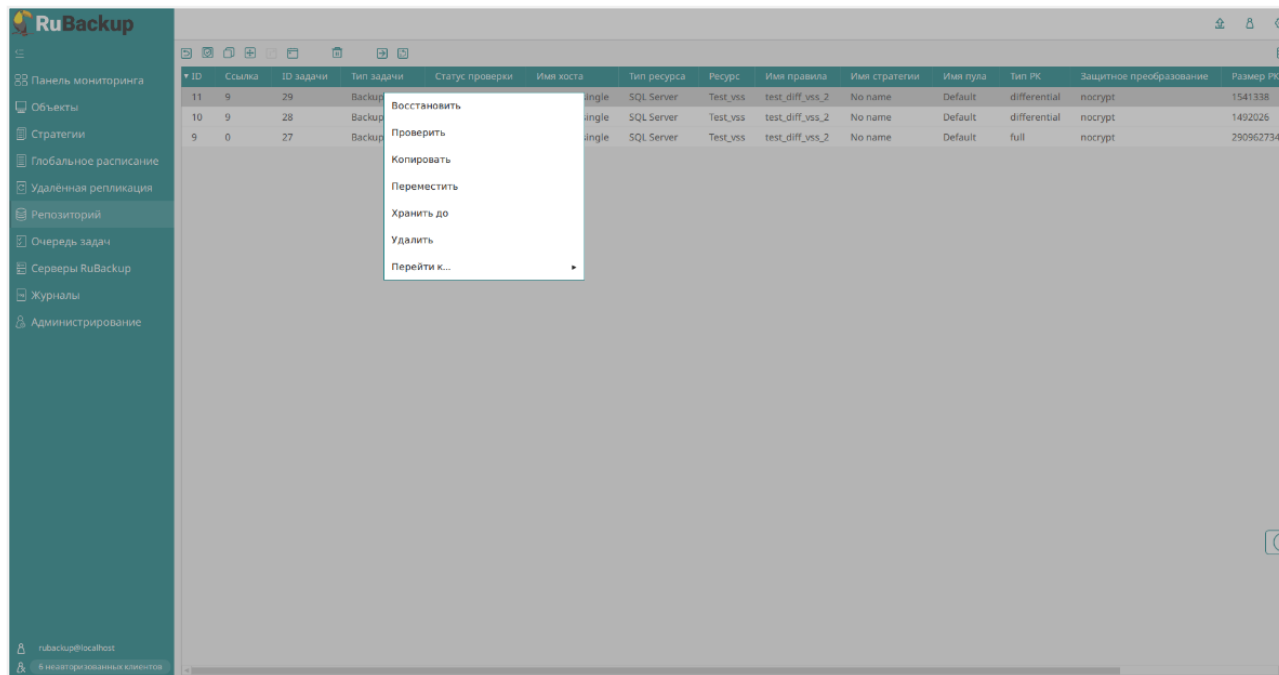 RuBackup
Панель мониторинга
Объекты
Стратегии
Глобальное расписание
Удалённая репликация
Репозиторий
Очередь задач
Серверы RuBackup
Журналы
Администрирование
rubackup@localhost
6 неавторизованных клиентов
ID Ссылка ID задачи Тип задачи Статус проверки Имя хоста Тип ресурса Ресурс Имя правила Имя стратегии Имя пула Тип РК Защитное преобразование Размер РК
11 9 29 Backup single SQL Server Test_vss test_diff_vss_2 No name Default differential nocrypt 1541338
10 9 28 Backup single SQL Server Test_vss test_diff_vss_2 No name Default differential nocrypt 1492026
9 0 27 Backup single SQL Server Test_vss test_diff_vss_2 No name Default full nocrypt 290962734
Восстановить
Проверить
Копировать
Переместить
Хранить до
Удалить
Перейти к...